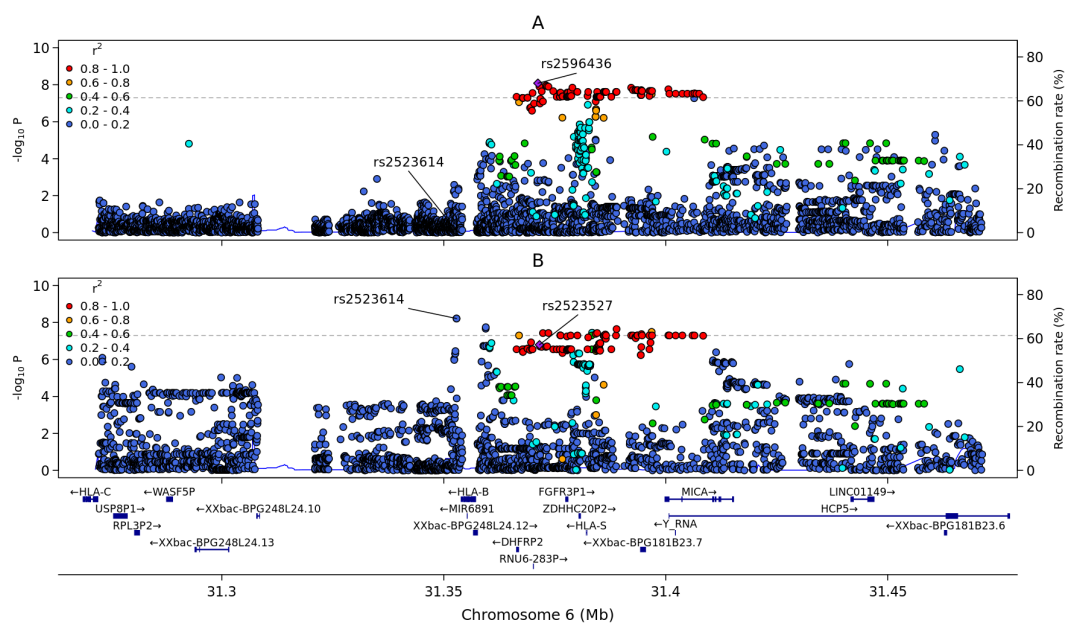 A
r2
0.8 - 1.0
0.6 - 0.8
0.4 - 0.6
0.2 - 0.4
0.0 - 0.2
rs2596436
rs2523614
-log10 P
0
2
4
6
8
10
Recombination rate (%)
0
20
40
60
80
B
r2
0.8 - 1.0
0.6 - 0.8
0.4 - 0.6
0.2 - 0.4
0.0 - 0.2
rs2523614
rs2523527
-log10 P
0
2
4
6
8
10
Recombination rate (%)
0
20
40
60
80
←HLA-C ←WASF5P ←HLA-B FGFR3P1→ MICA→ LINC01149→
USP8P1→ ←XXbac-BPG248L24.10 ←MIR6891 ZDHHC20P2→ HCP5→
RPL3P2→ XXbac-BPG248L24.12→ ←HLA-S ←Y_RNA ←XXbac-BPG181B23.6
←XXbac-BPG248L24.13 ←DHFRP2 ←XXbac-BPG181B23.7
RNU6-283P→
31.3 31.35 31.4 31.45
Chromosome 6 (Mb)